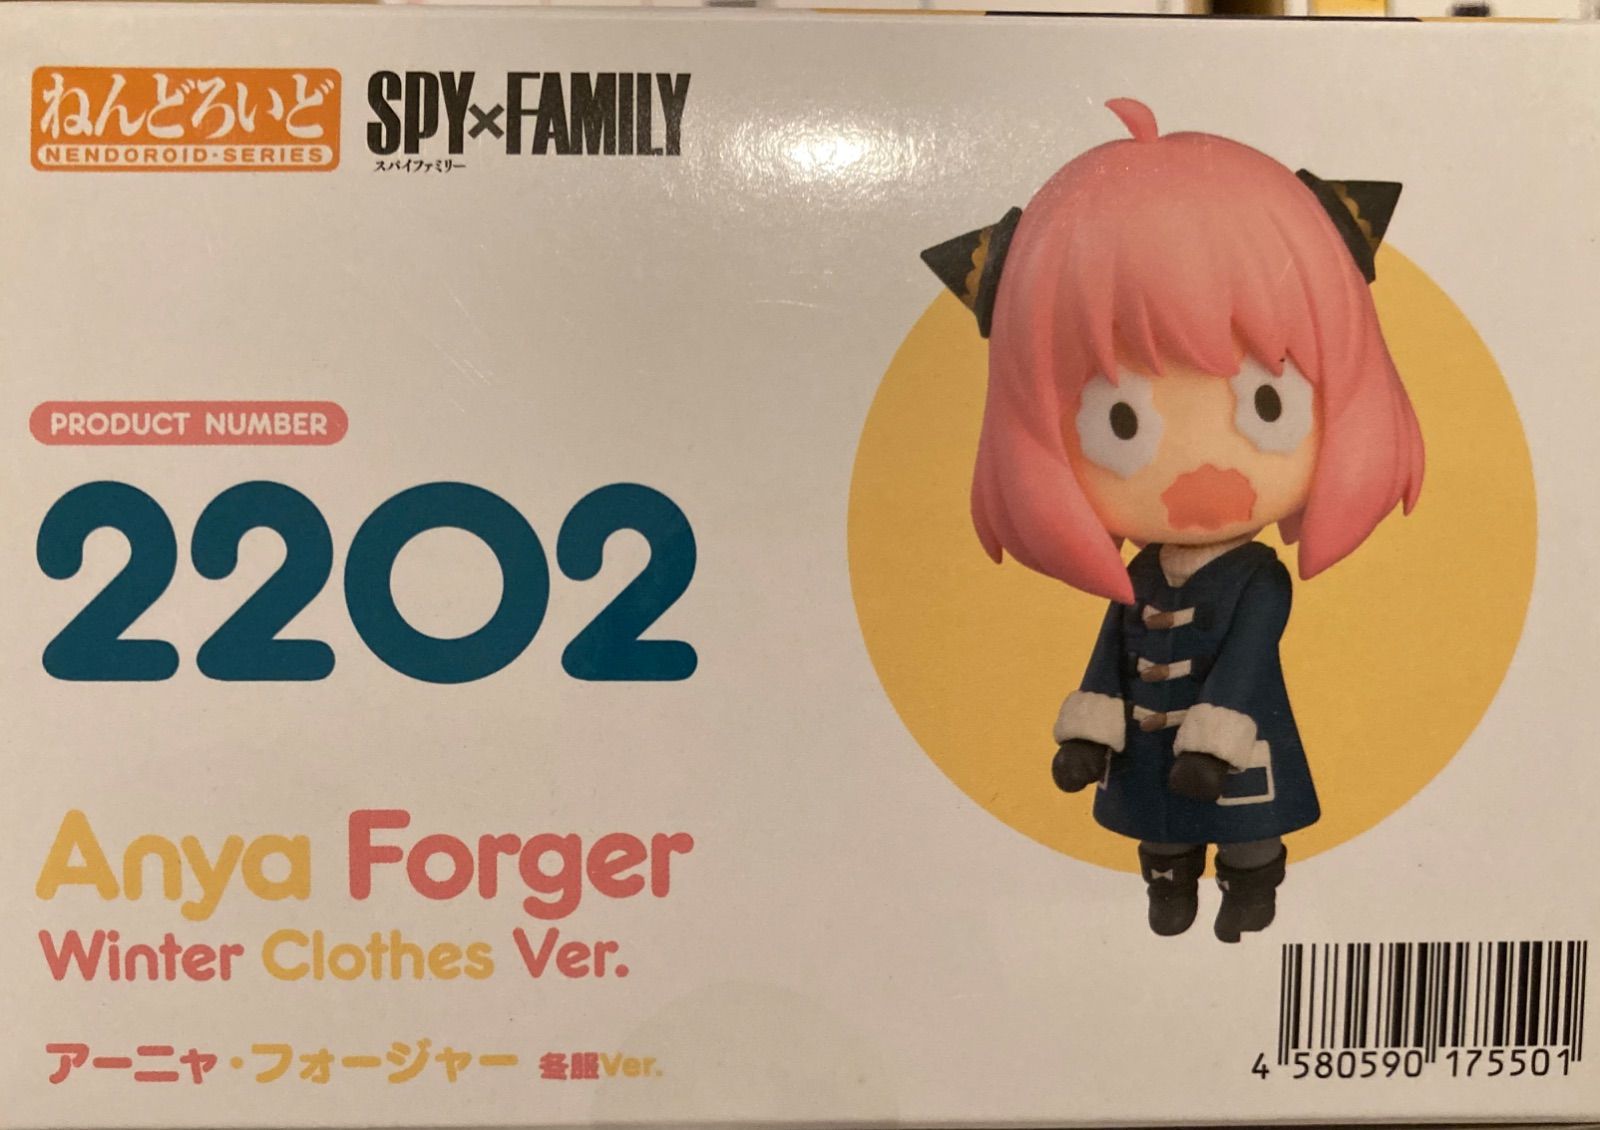 ねんどろいど
NENDOROID・SERIES
SPY×FAMILY
スパイファミリー
PRODUCT NUMBER
2202
Anya Forger
Winter Clothes Ver.
アーニャ・フォージャー 冬服Ver.
4 580590 175501